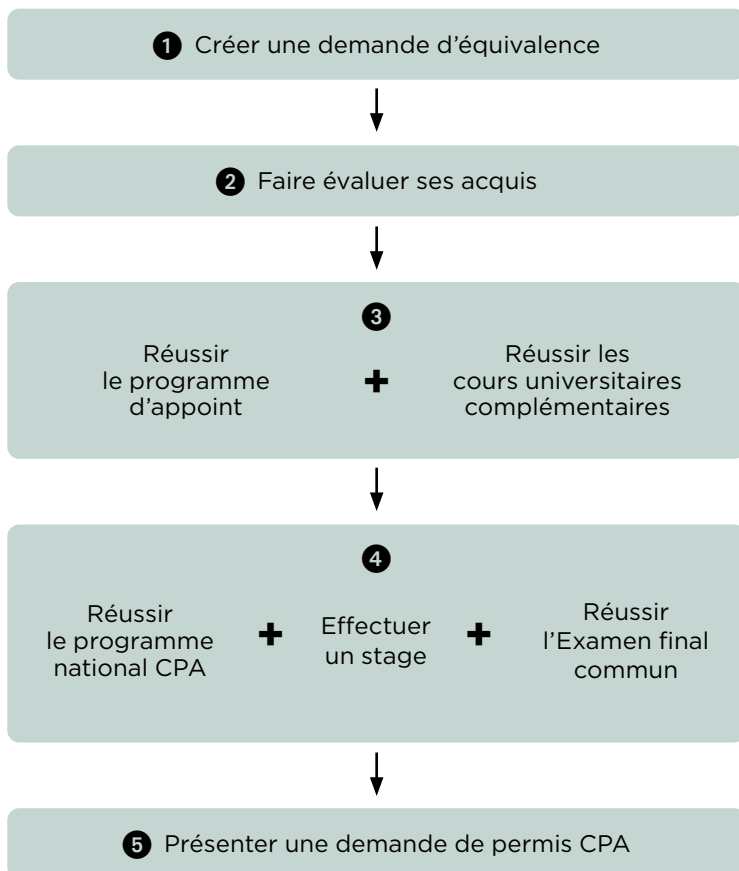 1 Créer une demande d'équivalence
2 Faire évaluer ses acquis
3
Réussir
le programme
d'appoint
+
Réussir les
cours universitaires
complémentaires
4
Réussir
le programme
national CPA
+
Effectuer
un stage
+
Réussir
l'Examen final
commun
5 Présenter une demande de permis CPA